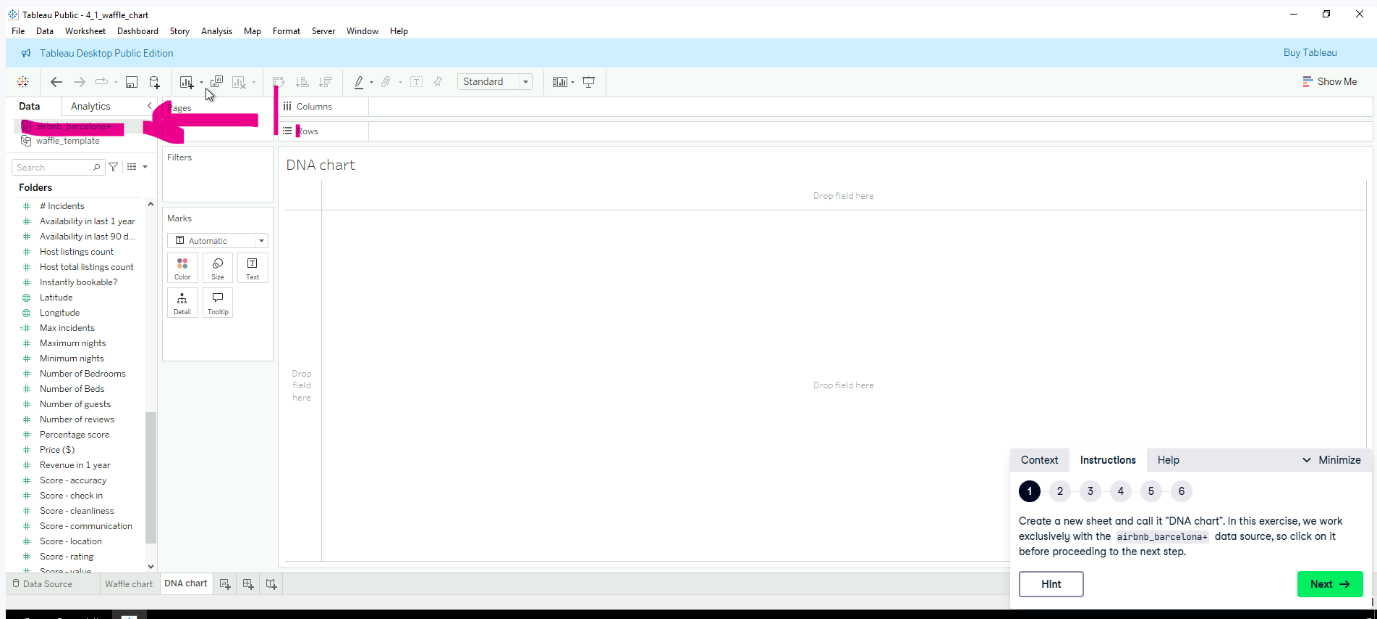 Tableau Public - 4_1_waffle_chart
File Data Worksheet Dashboard Story Analysis Map Format Server Window Help
Tableau Desktop Public Edition Buy Tableau
Standard Show Me
Data Analytics
Pages
Columns
airbnb_barcelona+
Rows
waffle_template
Search
Filters
DNA chart
Folders
Drop field here
# Incidents
Availability in last 1 year
Marks
Availability in last 90 d...
Automatic
Host listings count
Host total listings count
Color Size Text
Instantly bookable?
Latitude
Longitude
Detail Tooltip
Max incidents
Maximum nights
Minimum nights
Number of Bedrooms
Drop
field
here
Drop field here
Number of Beds
Number of guests
Number of reviews
Percentage score
Price ($)
Revenue in 1 year
Score - accuracy
Score - check in
Score - cleanliness
Score - communication
Score - location
Score - rating
Score - value
Context Instructions Help Minimize
1 2 3 4 5 6
Create a new sheet and call it "DNA chart". In this exercise, we work
exclusively with the airbnb_barcelona+ data source, so click on it
before proceeding to the next step.
Hint Next
Data Source Waffle chart DNA chart